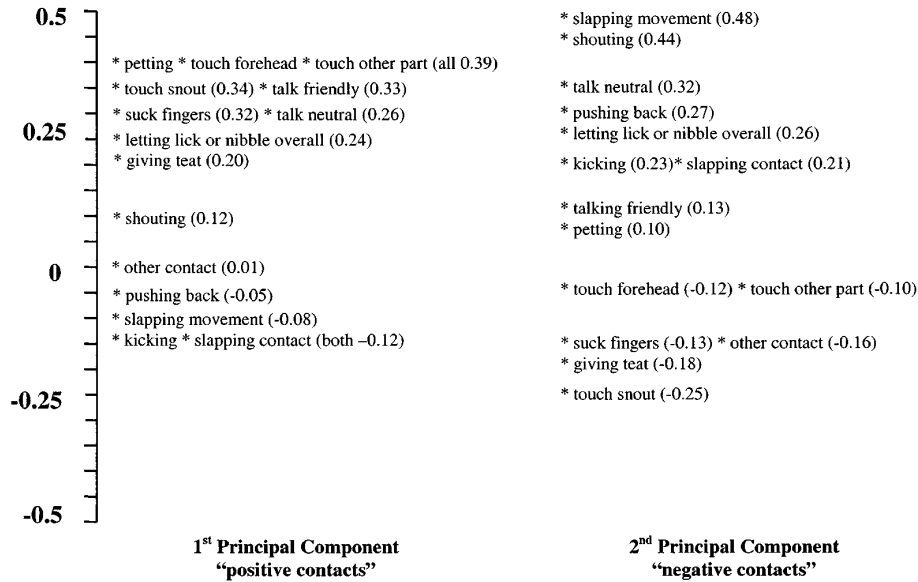 0.5
0.25
0
-0.25
-0.5
* petting * touch forehead * touch other part (all 0.39)
* touch snout (0.34) * talk friendly (0.33)
* suck fingers (0.32) * talk neutral (0.26)
* letting lick or nibble overall (0.24)
* giving teat (0.20)
* shouting (0.12)
* other contact (0.01)
* pushing back (-0.05)
* slapping movement (-0.08)
* kicking * slapping contact (both –0.12)
1st Principal Component
“positive contacts”
* slapping movement (0.48)
* shouting (0.44)
* talk neutral (0.32)
* pushing back (0.27)
* letting lick or nibble overall (0.26)
* kicking (0.23)* slapping contact (0.21)
* talking friendly (0.13)
* petting (0.10)
* touch forehead (-0.12) * touch other part (-0.10)
* suck fingers (-0.13) * other contact (-0.16)
* giving teat (-0.18)
* touch snout (-0.25)
2nd Principal Component
“negative contacts”